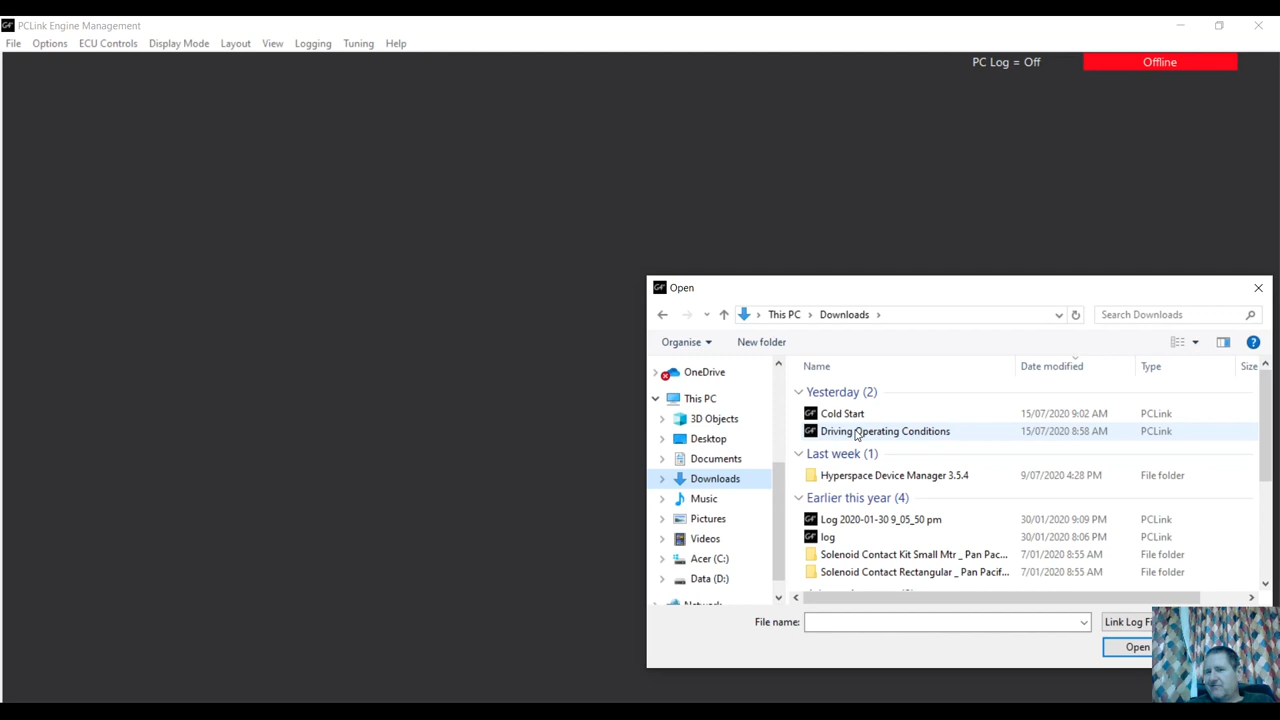 PCLink Engine Management
File Options ECU Controls Display Mode Layout View Logging Tuning Help
PC Log = Off Offline
Open
This PC Downloads Search Downloads
Organise New folder
Name Date modified Type Size
OneDrive
This PC
3D Objects
Desktop
Documents
Downloads
Music
Pictures
Videos
Acer (C:)
Data (D:)
Yesterday (2)
Cold Start 15/07/2020 9:02 AM PCLink
Driving Operating Conditions 15/07/2020 8:58 AM PCLink
Last week (1)
Hyperspace Device Manager 3.5.4 9/07/2020 4:28 PM File folder
Earlier this year (4)
Log 2020-01-30 9_05_50 pm 30/01/2020 9:09 PM PCLink
log 30/01/2020 8:06 PM PCLink
Solenoid Contact Kit Small Mtr _ Pan Pac... 7/01/2020 8:55 AM File folder
Solenoid Contact Rectangular _ Pan Pacif... 7/01/2020 8:55 AM File folder
File name: Link Log Fi
Open